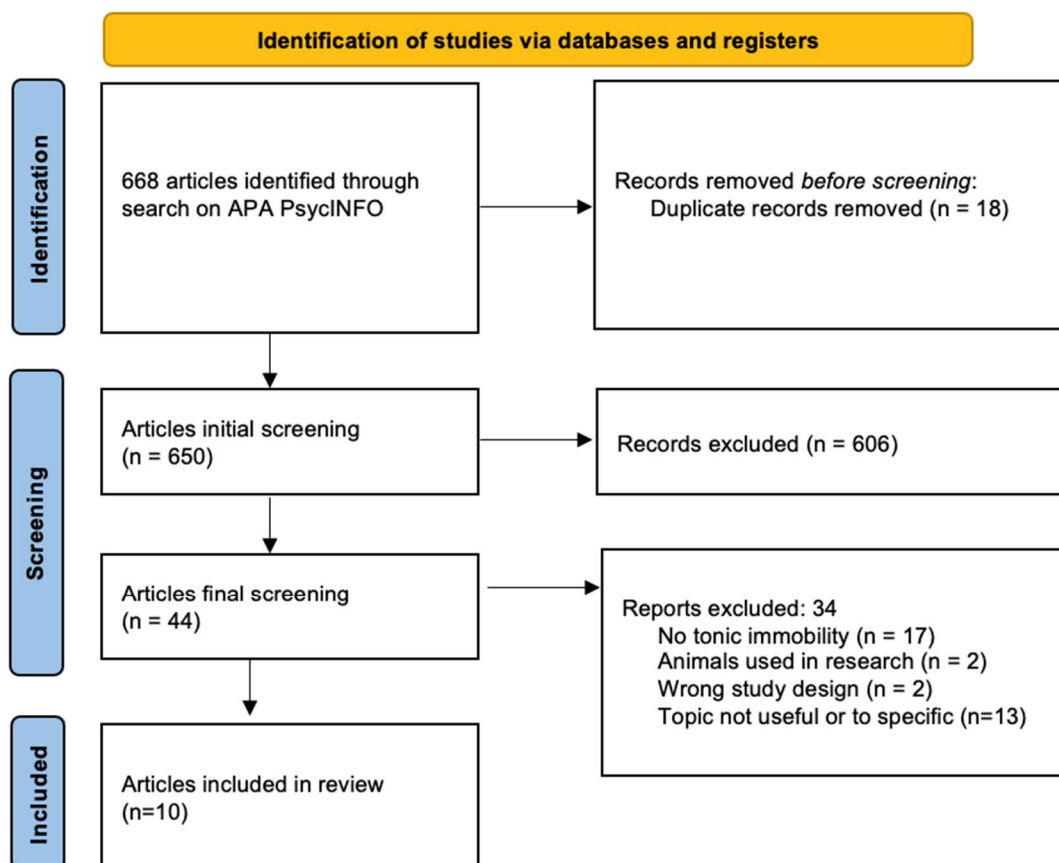 Identification of studies via databases and registers
Identification
668 articles identified through
search on APA PsycINFO
Records removed before screening:
Duplicate records removed (n = 18)
Screening
Articles initial screening
(n = 650)
Records excluded (n = 606)
Articles final screening
(n = 44)
Reports excluded: 34
No tonic immobility (n = 17)
Animals used in research (n = 2)
Wrong study design (n = 2)
Topic not useful or to specific (n=13)
Included
Articles included in review
(n=10)